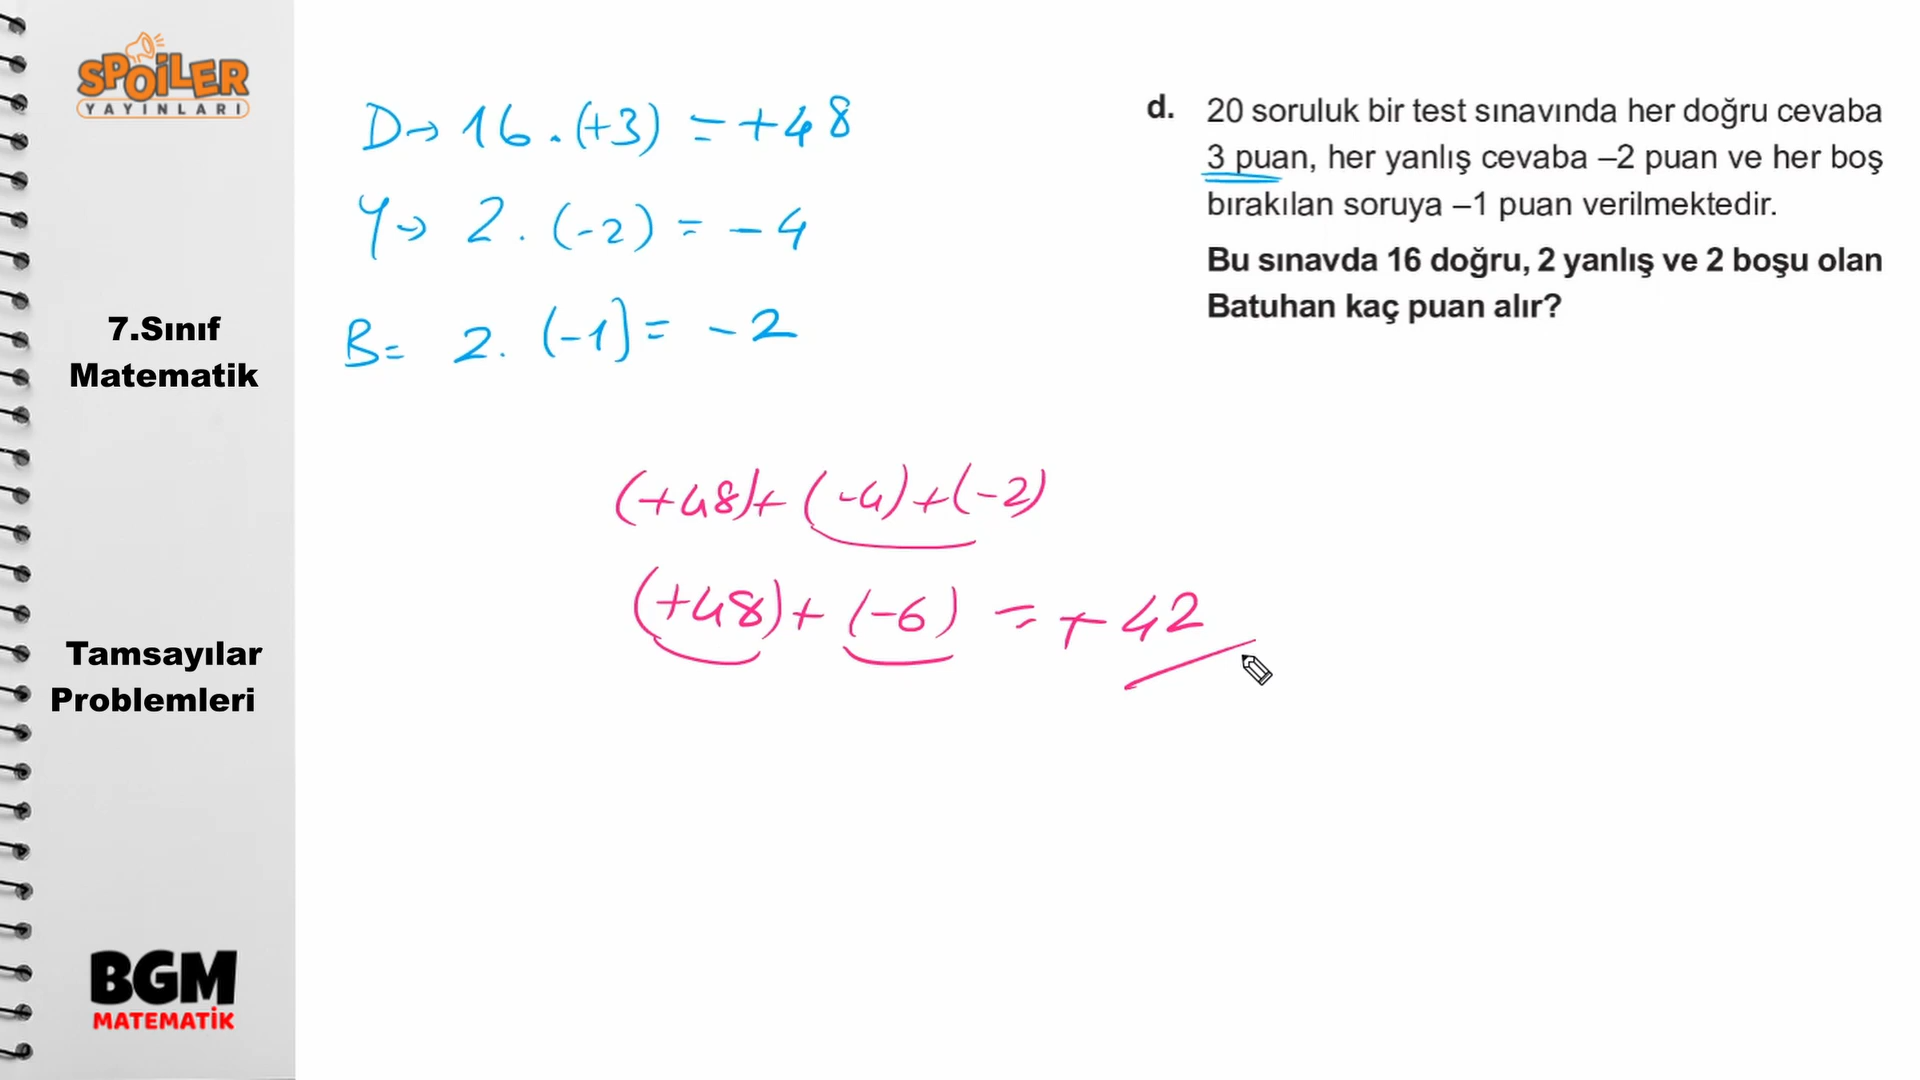 SPOiLER
YAYINLARI
7.Sınıf
Matematik
Tamsayılar
Problemleri
BGM
MATEMATİK
D→ 16 . (+3) = +48
Y→ 2 . (-2) = -4
B= 2 . (-1) = -2
(+48)+(-4)+(-2)
(+48)+(-6) = +42
d. 20 soruluk bir test sınavında her doğru cevaba
3 puan, her yanlış cevaba –2 puan ve her boş
bırakılan soruya –1 puan verilmektedir.
Bu sınavda 16 doğru, 2 yanlış ve 2 boşu olan
Batuhan kaç puan alır?